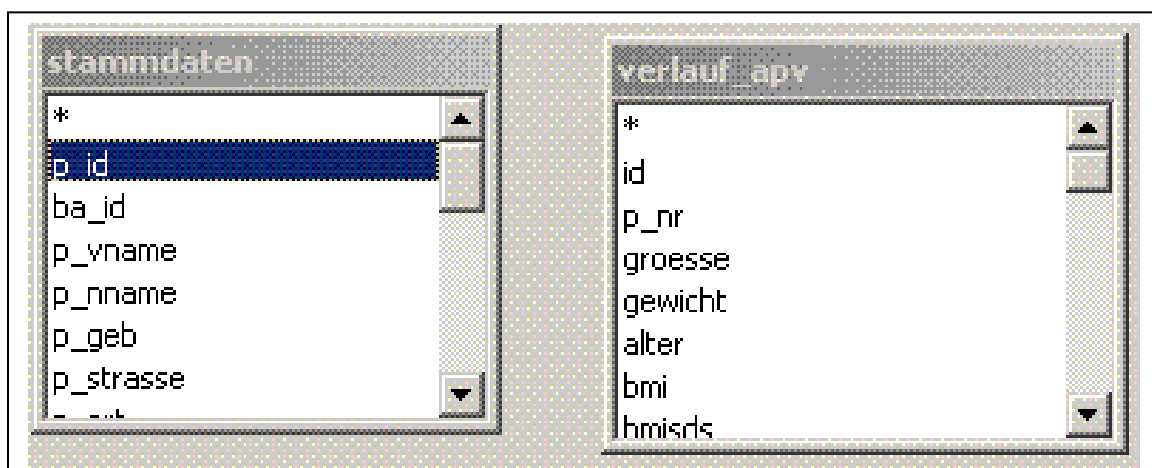 stammdaten
*
p_id
ba_id
p_vname
p_nname
p_geb
p_strasse
verlauf_apv
*
id
p_nr
groesse
gewicht
alter
bmi
bmisds